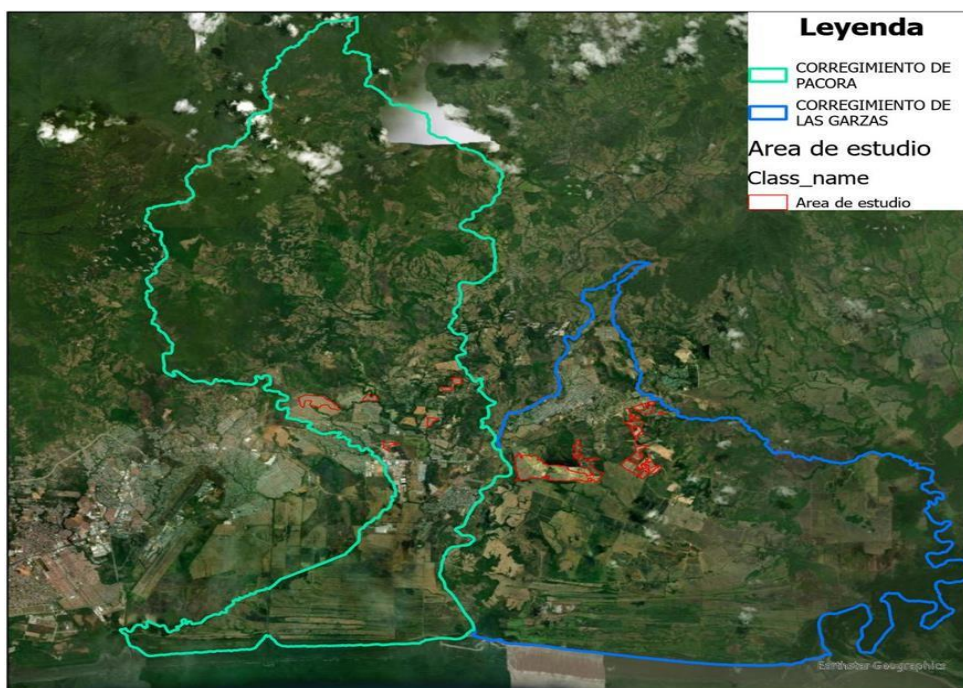 Leyenda
CORREGIMIENTO DE
PACORA
CORREGIMIENTO DE
LAS GARZAS
Area de estudio
Class_name
Area de estudio
Earthstar Geographics